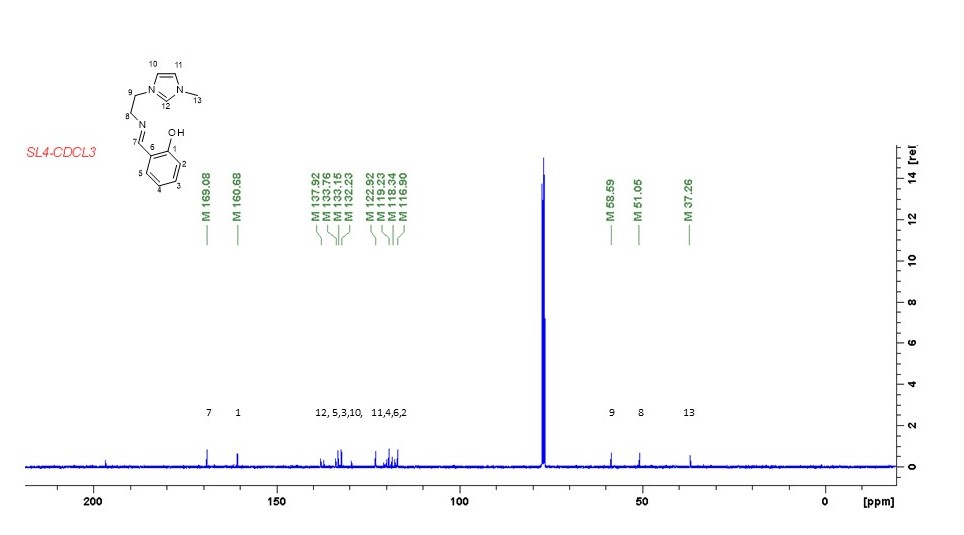 10 11
9 N N
12 13
8
N OH
7 6 1
5 2
4 3
SL4-CDCL3
M 169.08
M 160.68
M 137.92
M 133.76
M 133.15
M 132.23
M 122.92
M 119.23
M 118.34
M 116.90
M 58.59
M 51.05
M 37.26
[rel]
14
12
10
8
6
4
2
0
7 1 12, 5,3,10, 11,4,6,2 9 8 13
200 150 100 50 0 [ppm]